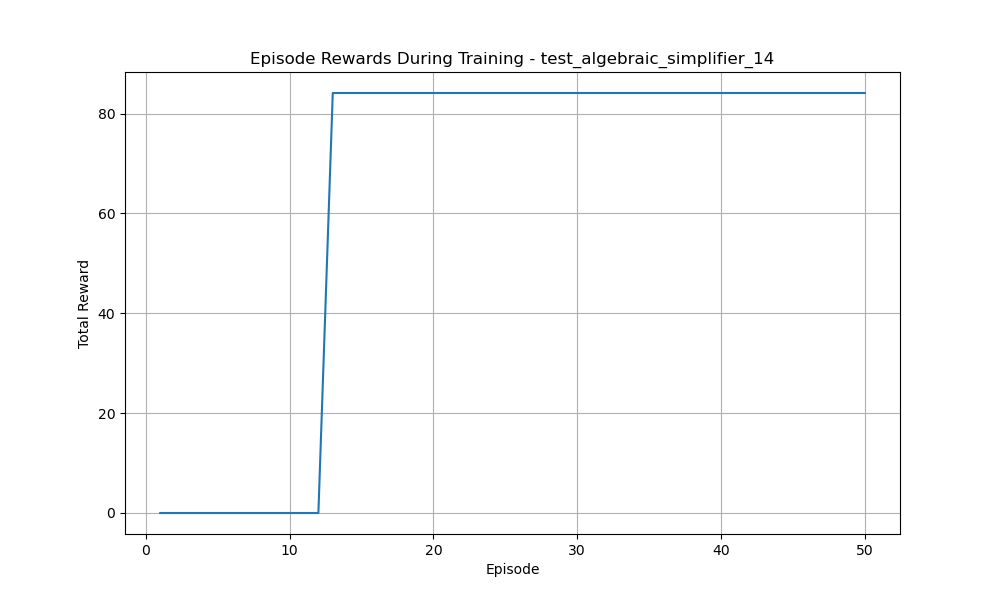 Episode Rewards During Training - test_algebraic_simplifier_14
Total Reward
80
60
40
20
0
0 10 20 30 40 50
Episode